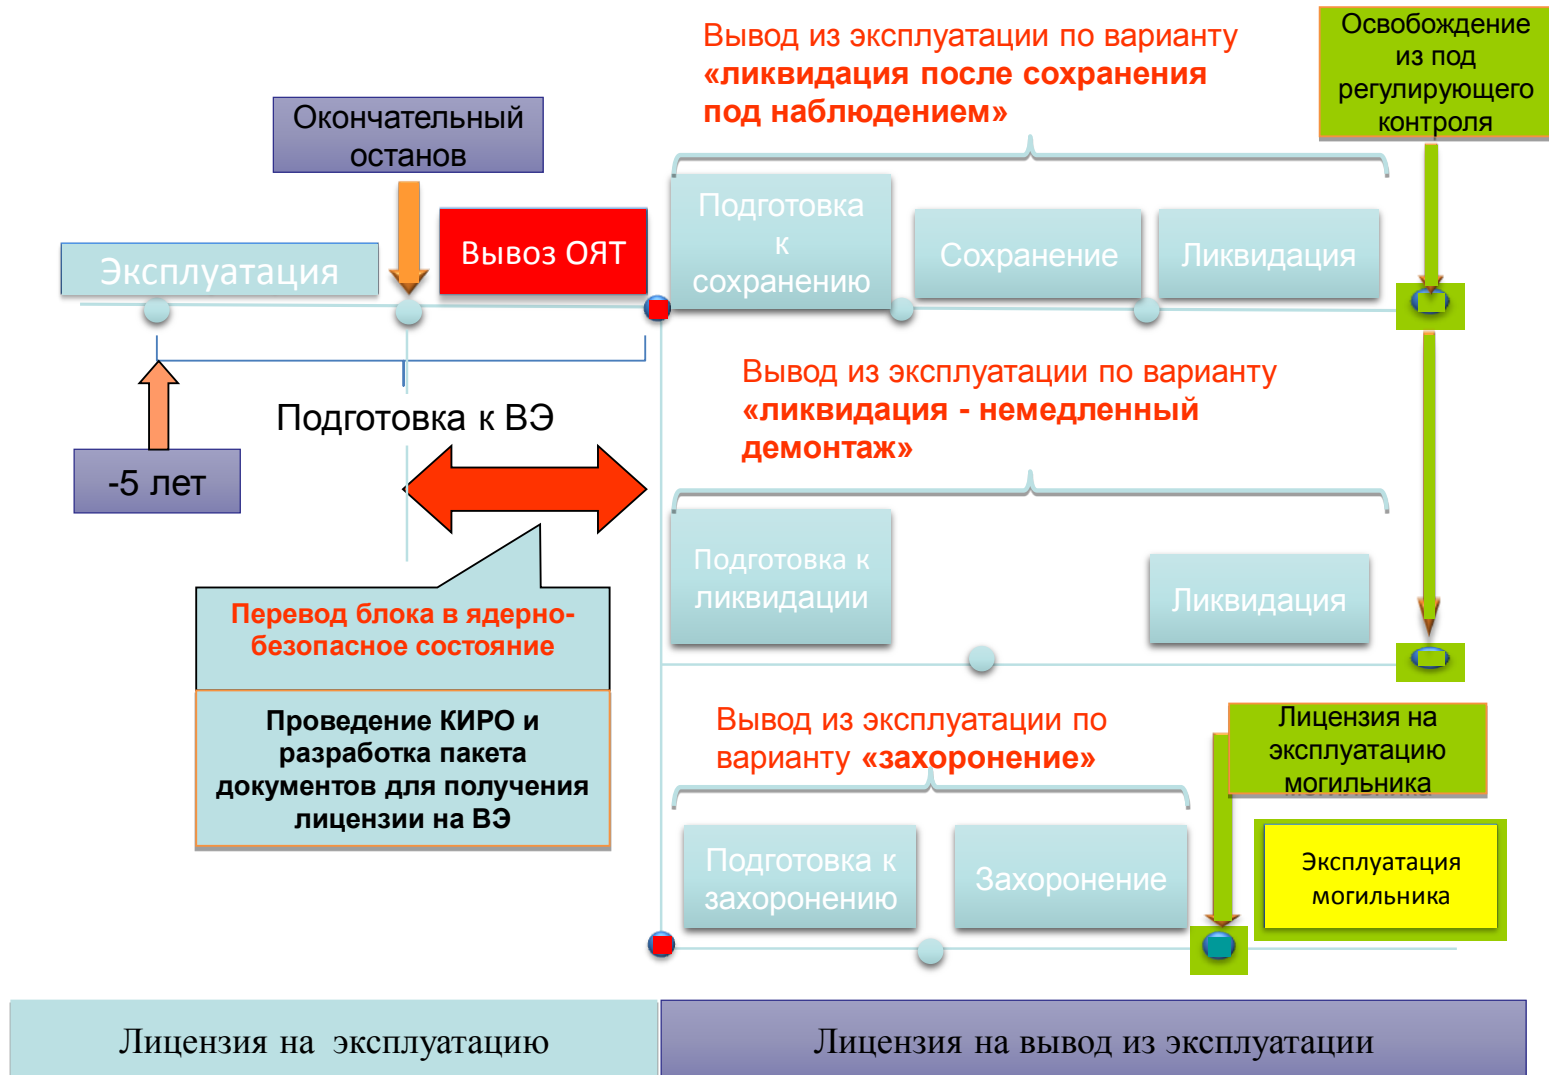 Вывод из эксплуатации по варианту
«ликвидация после сохранения
под наблюдением»
Освобождение
из под
регулирующего
контроля
Окончательный
останов
Эксплуатация
Вывоз ОЯТ
Подготовка
к
сохранению
Сохранение
Ликвидация
-5 лет
Подготовка к ВЭ
Вывод из эксплуатации по варианту
«ликвидация - немедленный
демонтаж»
Подготовка к
ликвидации
Ликвидация
Перевод блока в ядерно-
безопасное состояние
Проведение КИРО и
разработка пакета
документов для получения
лицензии на ВЭ
Вывод из эксплуатации по
варианту «захоронение»
Лицензия на
эксплуатацию
могильника
Подготовка к
захоронению
Захоронение
Эксплуатация
могильника
Лицензия на эксплуатацию
Лицензия на вывод из эксплуатации